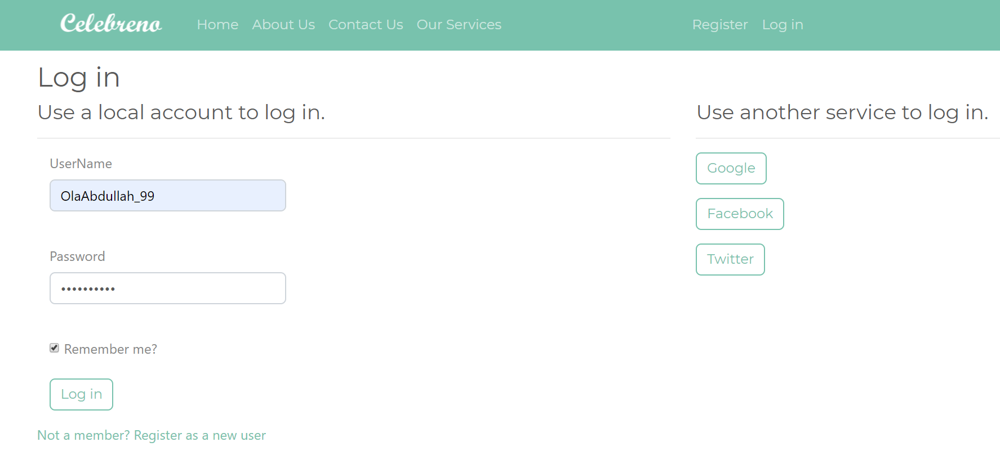 Celebreno Home About Us Contact Us Our Services Register Log in
Log in
Use a local account to log in.
Use another service to log in.
UserName
OlaAbdullah_99
Password
••••••••••
Remember me?
Log in
Not a member? Register as a new user
Google
Facebook
Twitter